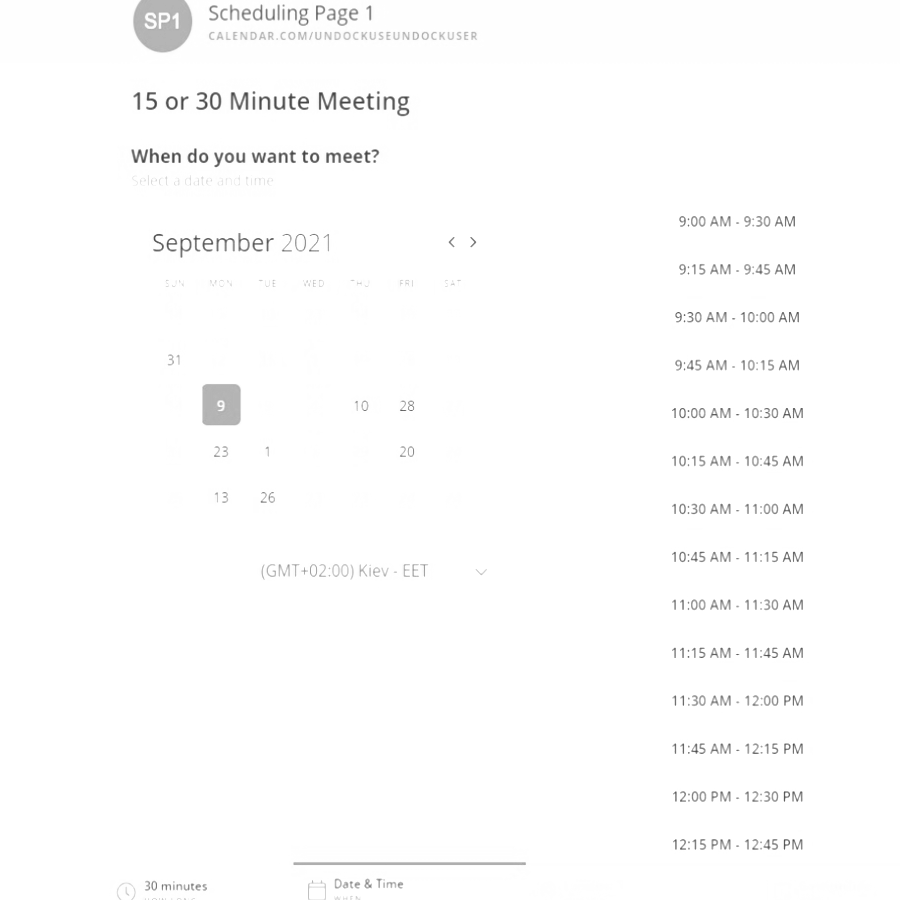 SP1
Scheduling Page 1
CALENDAR.COM/UNDOCKUSEUNDOCKUSER
15 or 30 Minute Meeting
When do you want to meet?
Select a date and time
September 2021
SUN MON TUE WED THU FRI SAT
31
9 10 28
23 1 20
13 26
(GMT+02:00) Kiev - EET
9:00 AM - 9:30 AM
9:15 AM - 9:45 AM
9:30 AM - 10:00 AM
9:45 AM - 10:15 AM
10:00 AM - 10:30 AM
10:15 AM - 10:45 AM
10:30 AM - 11:00 AM
10:45 AM - 11:15 AM
11:00 AM - 11:30 AM
11:15 AM - 11:45 AM
11:30 AM - 12:00 PM
11:45 AM - 12:15 PM
12:00 PM - 12:30 PM
12:15 PM - 12:45 PM
30 minutes
Date & Time
WHEN